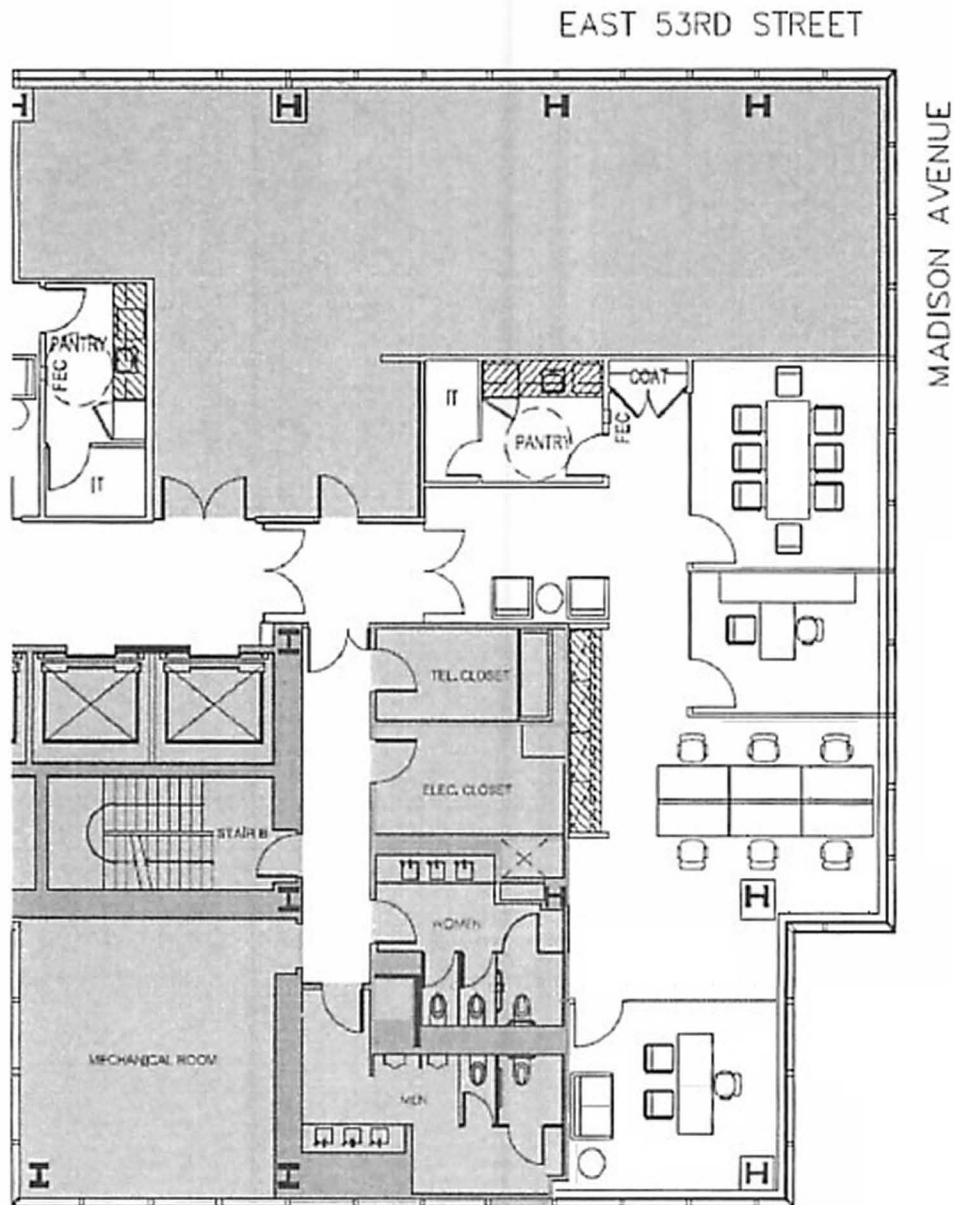 EAST 53RD STREET
MADISON AVENUE
PANTRY
FEC
IT
IT
PANTRY
FEC
COAT
TEL. CLOSET
ELEC. CLOSET
STAIR B
WOMEN
MECHANICAL ROOM
MEN